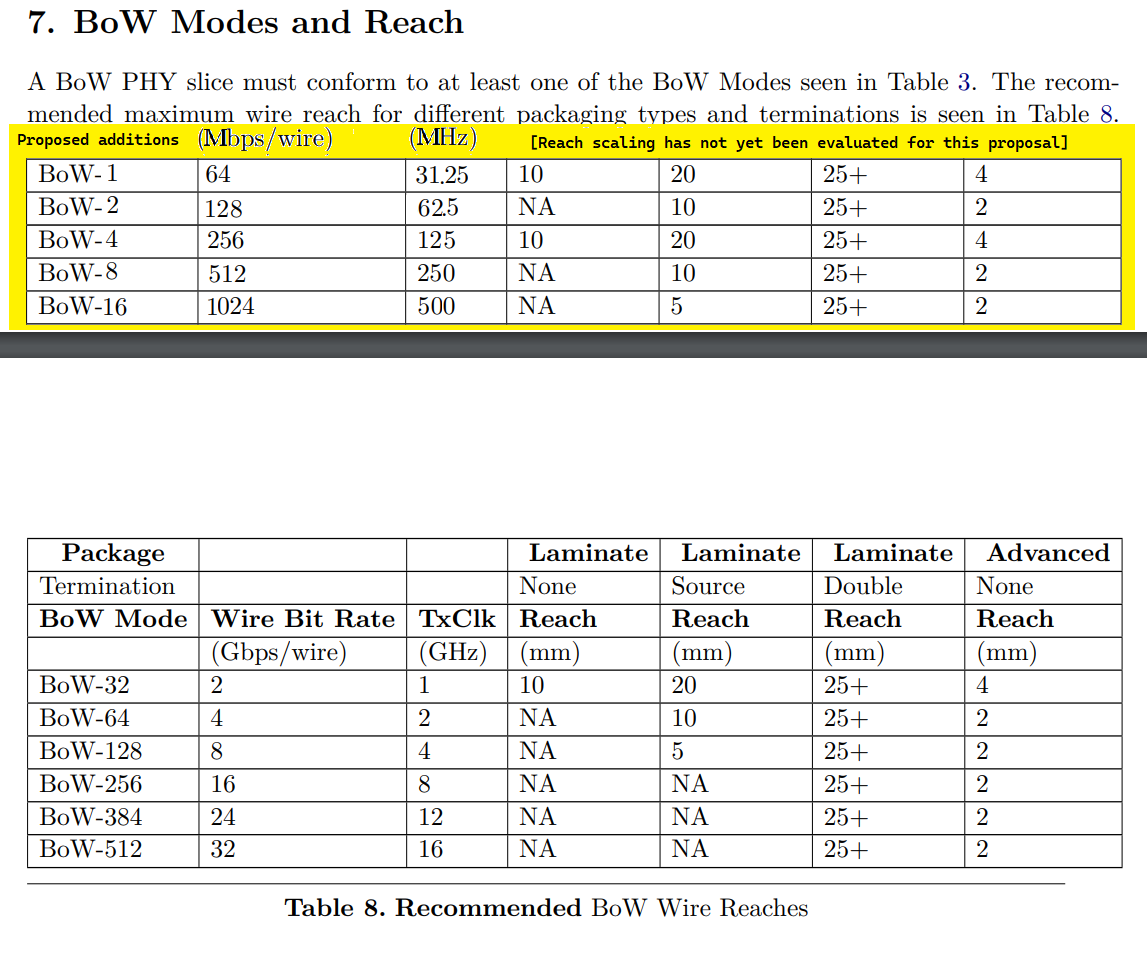 7. BoW Modes and Reach
A BoW PHY slice must conform to at least one of the BoW Modes seen in Table 3. The recom-
mended maximum wire reach for different packaging types and terminations is seen in Table 8.
Proposed additions (Mbps/wire) (MHz) [Reach scaling has not yet been evaluated for this proposal]
BoW-1 64 31.25 10 20 25+ 4
BoW-2 128 62.5 NA 10 25+ 2
BoW-4 256 125 10 20 25+ 4
BoW-8 512 250 NA 10 25+ 2
BoW-16 1024 500 NA 5 25+ 2
Package Laminate Laminate Laminate Advanced
Termination None Source Double None
BoW Mode Wire Bit Rate TxClk Reach Reach Reach Reach
(Gbps/wire) (GHz) (mm) (mm) (mm) (mm)
BoW-32 2 1 10 20 25+ 4
BoW-64 4 2 NA 10 25+ 2
BoW-128 8 4 NA 5 25+ 2
BoW-256 16 8 NA NA 25+ 2
BoW-384 24 12 NA NA 25+ 2
BoW-512 32 16 NA NA 25+ 2
Table 8. Recommended BoW Wire Reaches